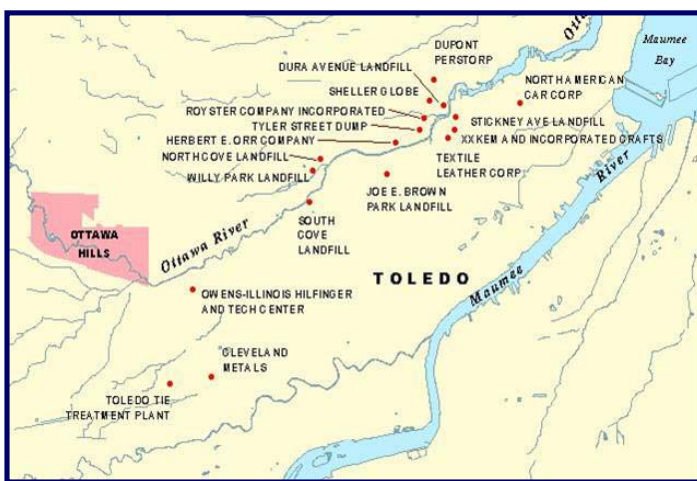 Ottawa
Maumee
Bay
DUPONT
PERSTORP
DURA AVENUE LANDFILL
NORTH AMERICAN
CAR CORP
SHELLER GLOBE
ROYSTER COMPANY INCORPORATED
STICKNEY AVE LANDFILL
TYLER STREET DUMP
XXKEM AND INCORPORATED CRAFTS
HERBERT E. ORR COMPANY
NORTH COVE LANDFILL
TEXTILE
LEATHER CORP
WILLY PARK LANDFILL
JOE E. BROWN
PARK LANDFILL
River
SOUTH
COVE
LANDFILL
OTTAWA
HILLS
Ottawa River
TOLEDO
Maumee
OWENS-ILLINOIS HILFINGER
AND TECH CENTER
CLEVELAND
METALS
TOLEDO TIE
TREATMENT PLANT